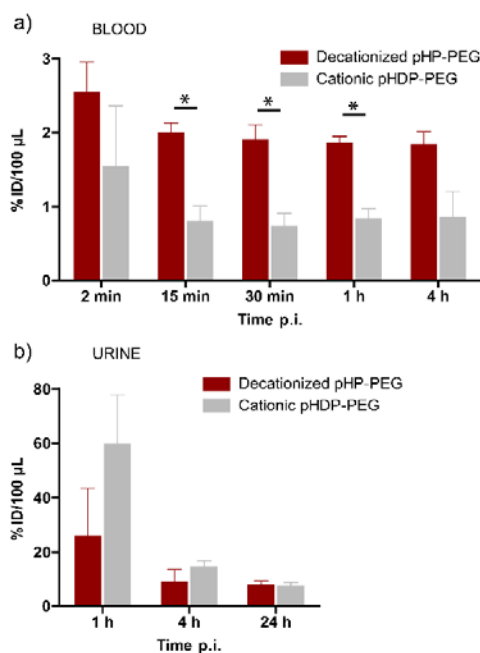 a) BLOOD
Decationized pHP-PEG
Cationic pHDP-PEG
%ID/100 µL
3
2
1
0
* * *
2 min 15 min 30 min 1 h 4 h
Time p.i.
b) URINE
Decationized pHP-PEG
Cationic pHDP-PEG
%ID/100 µL
80
60
40
20
0
1 h 4 h 24 h
Time p.i.